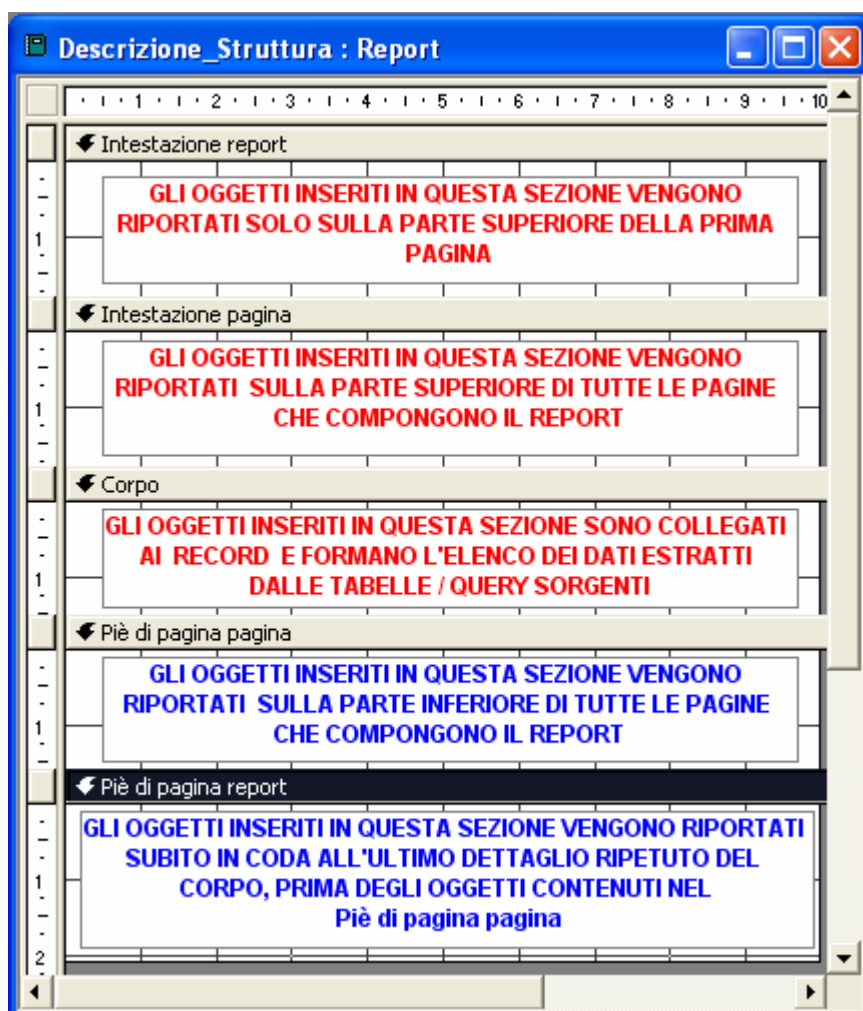 Descrizione_Struttura : Report
1 2 3 4 5 6 7 8 9 10
Intestazione report
GLI OGGETTI INSERITI IN QUESTA SEZIONE VENGONO
RIPORTATI SOLO SULLA PARTE SUPERIORE DELLA PRIMA
PAGINA
1
Intestazione pagina
GLI OGGETTI INSERITI IN QUESTA SEZIONE VENGONO
RIPORTATI SULLA PARTE SUPERIORE DI TUTTE LE PAGINE
CHE COMPONGONO IL REPORT
1
Corpo
GLI OGGETTI INSERITI IN QUESTA SEZIONE SONO COLLEGATI
AI RECORD E FORMANO L'ELENCO DEI DATI ESTRATTI
DALLE TABELLE / QUERY SORGENTI
1
Piè di pagina pagina
GLI OGGETTI INSERITI IN QUESTA SEZIONE VENGONO
RIPORTATI SULLA PARTE INFERIORE DI TUTTE LE PAGINE
CHE COMPONGONO IL REPORT
1
Piè di pagina report
GLI OGGETTI INSERITI IN QUESTA SEZIONE VENGONO RIPORTATI
SUBITO IN CODA ALL'ULTIMO DETTAGLIO RIPETUTO DEL
CORPO, PRIMA DEGLI OGGETTI CONTENUTI NEL
Piè di pagina pagina
1
2